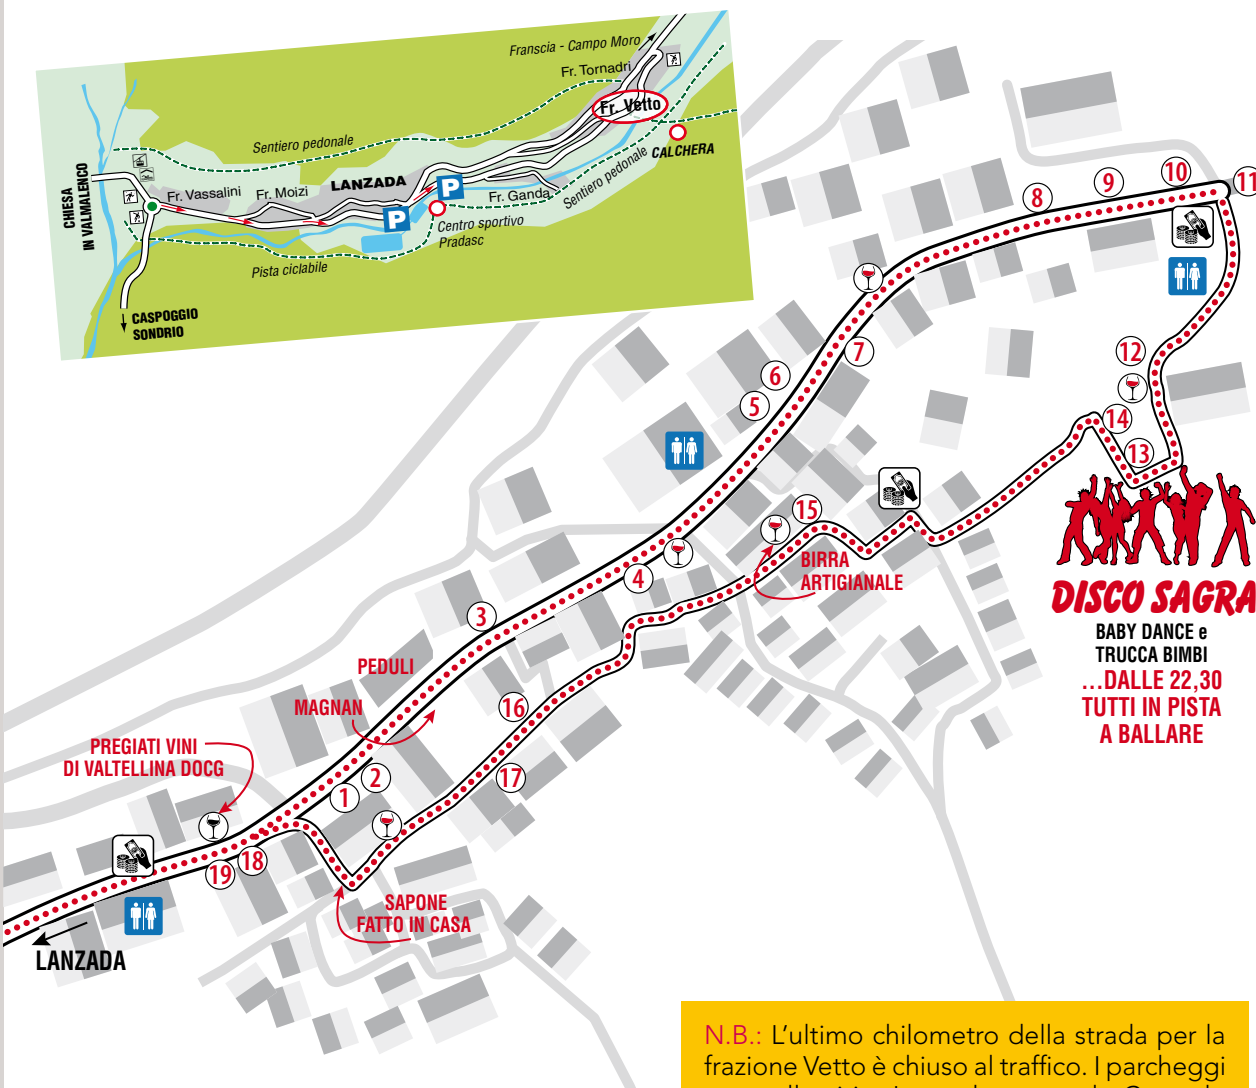 Franscia - Campo Moro
Fr. Tornadri
Fr. Vetto
Sentiero pedonale
CALCHERA
Sentiero pedonale
CHIESA
IN VALMALENCO
Fr. Vassalini
Fr. Moizi
LANZADA
P
P
Fr. Ganda
Centro sportivo
Pradasc
Pista ciclabile
CASPOGGIO
SONDRIO
8
9
10
11
7
6
5
12
14
13
15
BIRRA
ARTIGIANALE
4
3
DISCO SAGRA
BABY DANCE e
TRUCCA BIMBI
...DALLE 22,30
TUTTI IN PISTA
A BALLARE
PEDULI
MAGNAN
16
17
PREGIATI VINI
DI VALTELLINA DOCG
2
1
18
19
SAPONE
FATTO IN CASA
LANZADA
N.B.: L'ultimo chilometro della strada per la
frazione Vetto è chiuso al traffico. I parcheggi